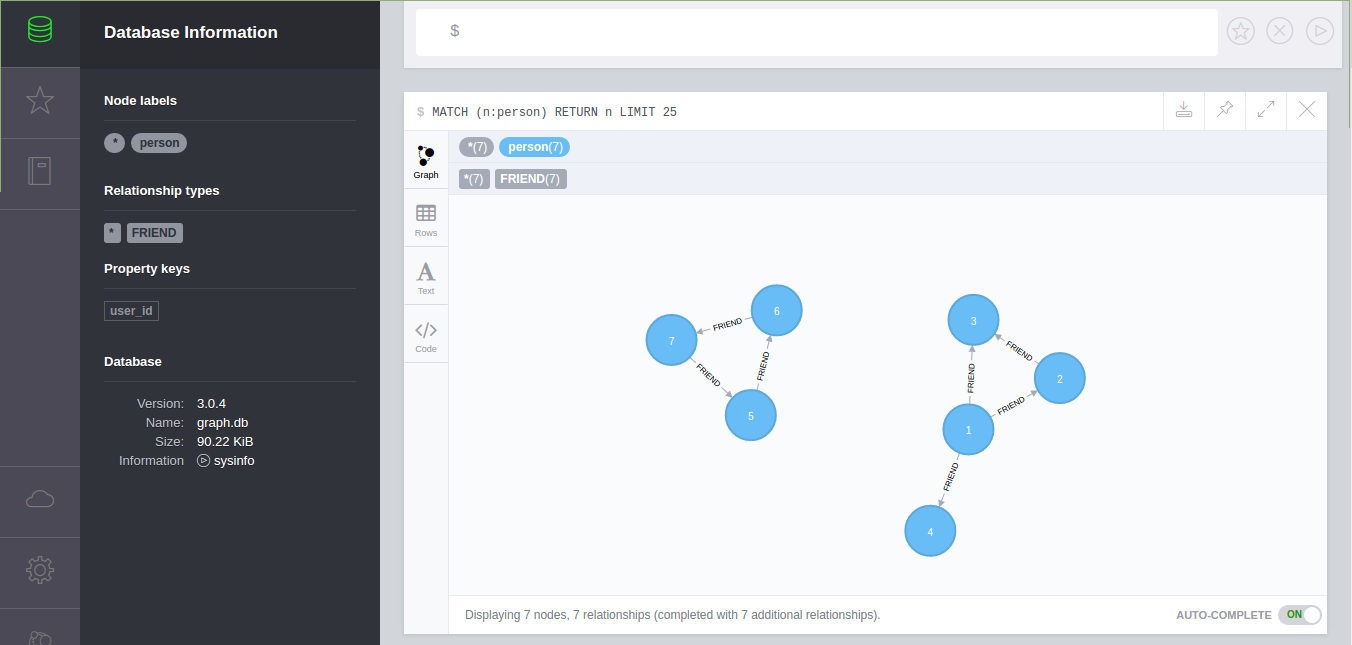 Database Information
Node labels
* person
Relationship types
* FRIEND
Property keys
user_id
Database
Version: 3.0.4
Name: graph.db
Size: 90.22 KiB
Information sysinfo
$
$ MATCH (n:person) RETURN n LIMIT 25
*(7) person(7)
*(7) FRIEND(7)
Graph
Rows
A
Text
</>
Code
6
7
5
FRIEND
FRIEND
FRIEND
3
2
1
4
FRIEND
FRIEND
FRIEND
FRIEND
Displaying 7 nodes, 7 relationships (completed with 7 additional relationships).
AUTO-COMPLETE ON